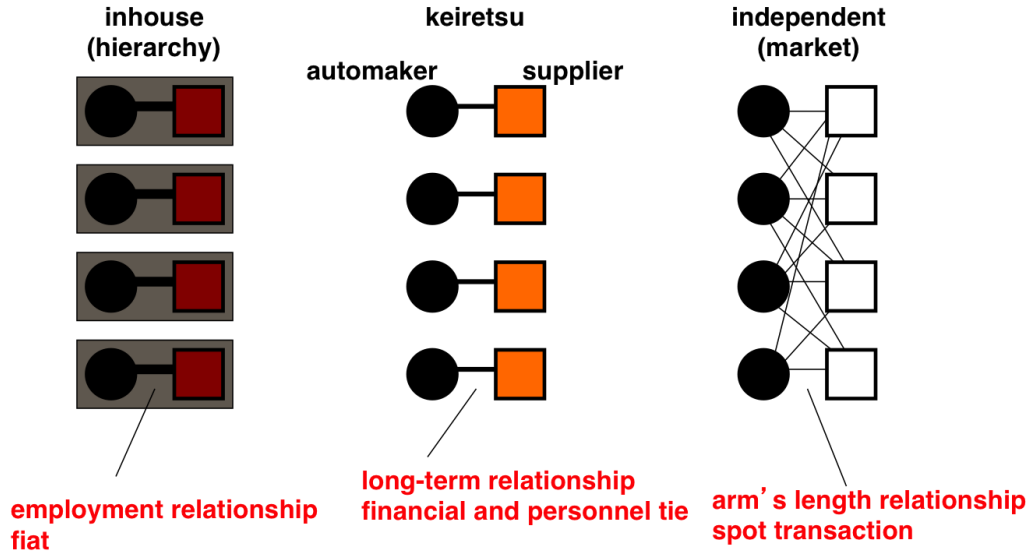 inhouse
(hierarchy)
keiretsu
independent
(market)
automaker
supplier
employment relationship
fiat
long-term relationship
financial and personnel tie
arm’s length relationship
spot transaction